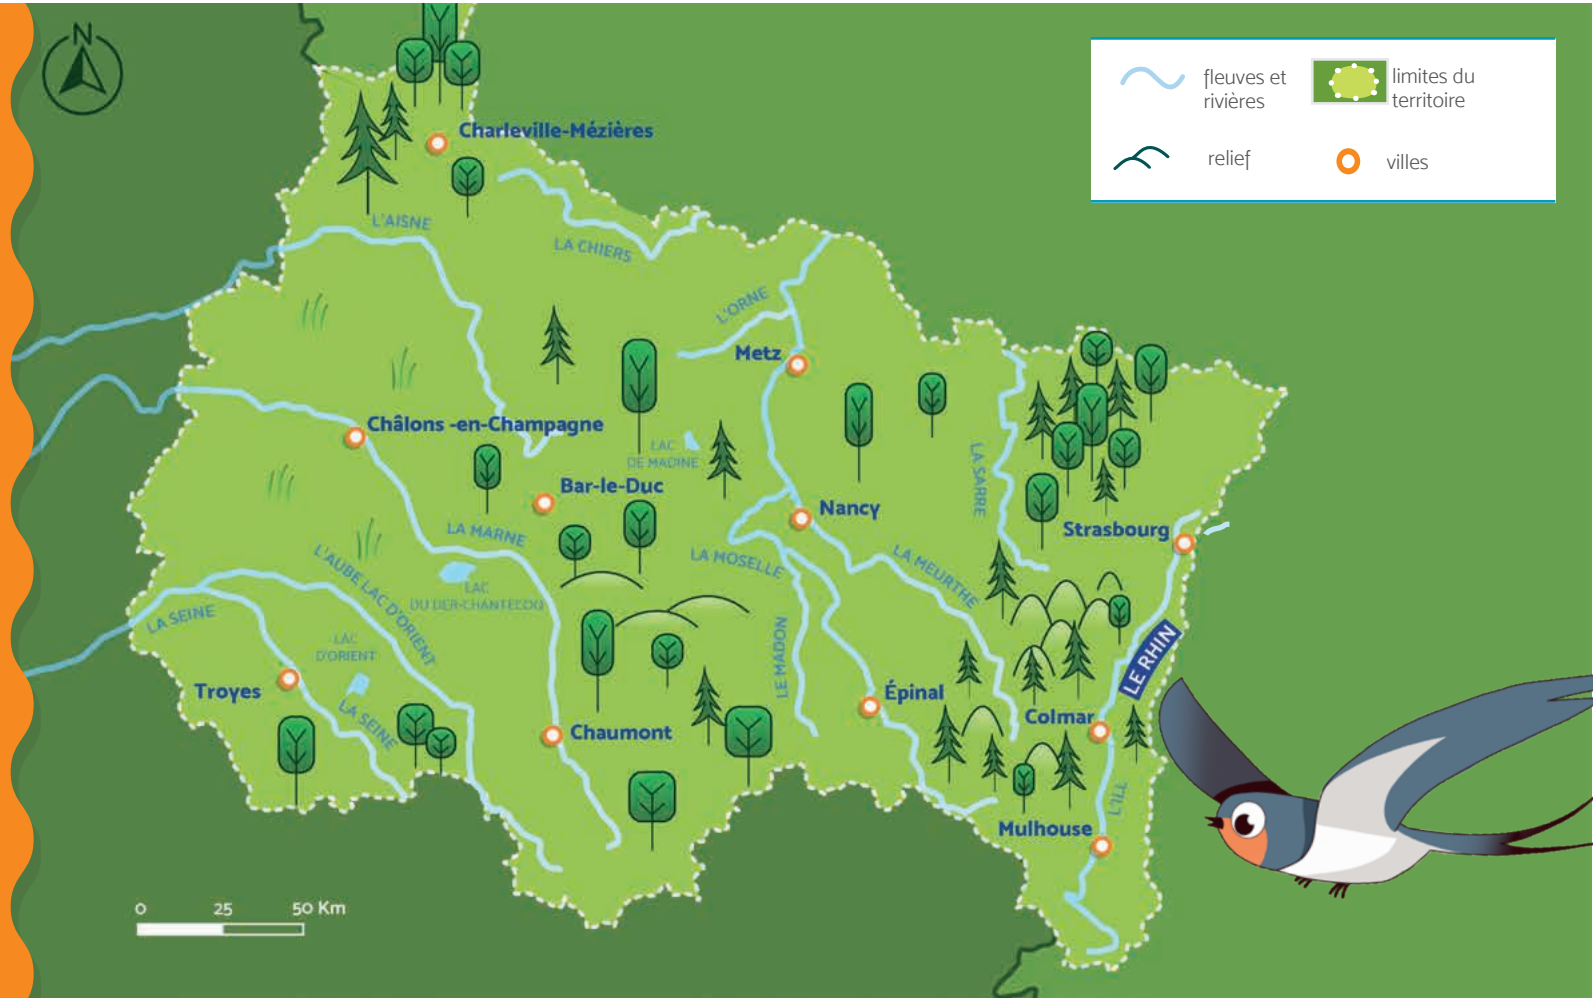 N
fleuves et
rivières
limites du
territoire
relief
villes
Charleville-Mézières
L'AISNE
LA CHIERS
L'ORNE
Metz
Châlons -en-Champagne
LAC
DE MADINE
LA SARRE
Bar-le-Duc
Nancy
Strasbourg
LA MARNE
LA MOSELLE
LA MEURTHE
L'AUBE LAC D'ORIENT
LAC
DU DER-CHANTECOQ
LA SEINE
LAC
D'ORIENT
LE MADON
LE RHIN
Troyes
Épinal
LA SEINE
Chaumont
Colmar
L'ILL
Mulhouse
0 25 50 Km